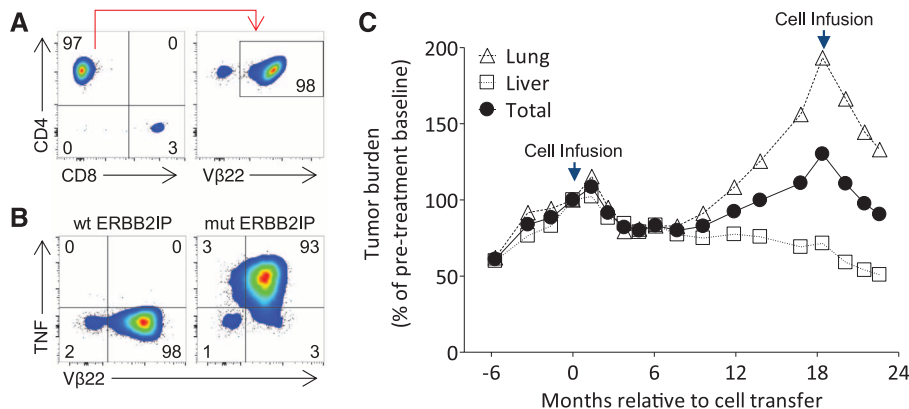 A
97
0
0
3
CD4
CD8
98
Vβ22
B
wt ERBB2IP
mut ERBB2IP
0
0
2
98
3
93
1
3
TNF
Vβ22
C
Cell Infusion
Cell Infusion
Lung
Liver
Total
200
150
100
50
0
Tumor burden
(% of pre-treatment baseline)
-6
0
6
12
18
24
Months relative to cell transfer